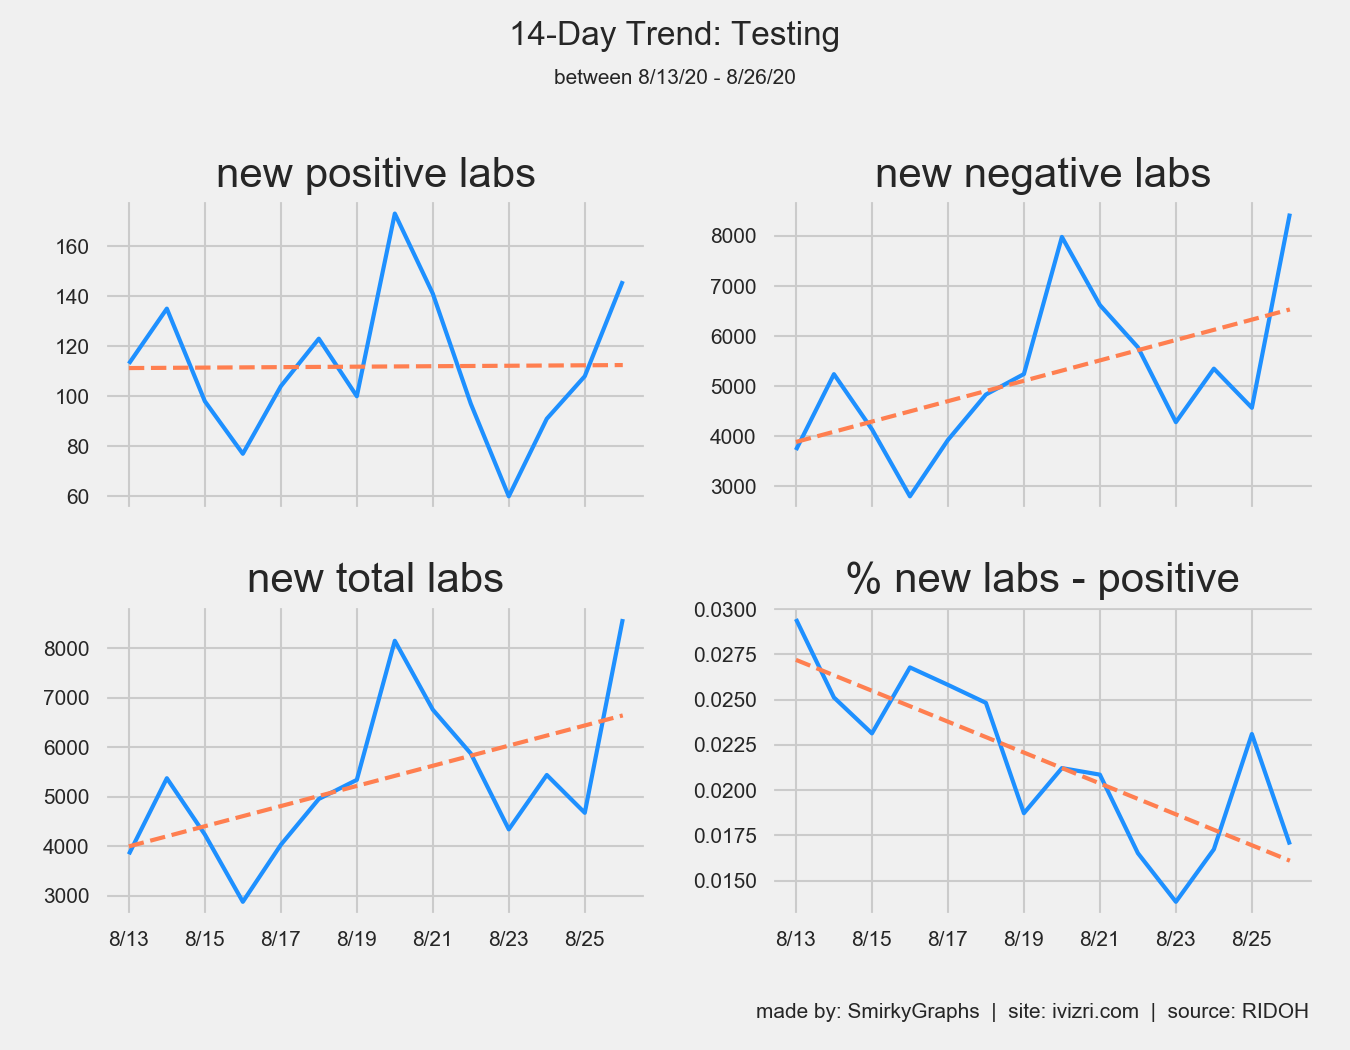 14-Day Trend: Testing
between 8/13/20 - 8/26/20
new positive labs
160
140
120
100
80
60
new negative labs
8000
7000
6000
5000
4000
3000
new total labs
8000
7000
6000
5000
4000
3000
8/13 8/15 8/17 8/19 8/21 8/23 8/25
% new labs - positive
0.0300
0.0275
0.0250
0.0225
0.0200
0.0175
0.0150
8/13 8/15 8/17 8/19 8/21 8/23 8/25
made by: SmirkyGraphs | site: ivizri.com | source: RIDOH